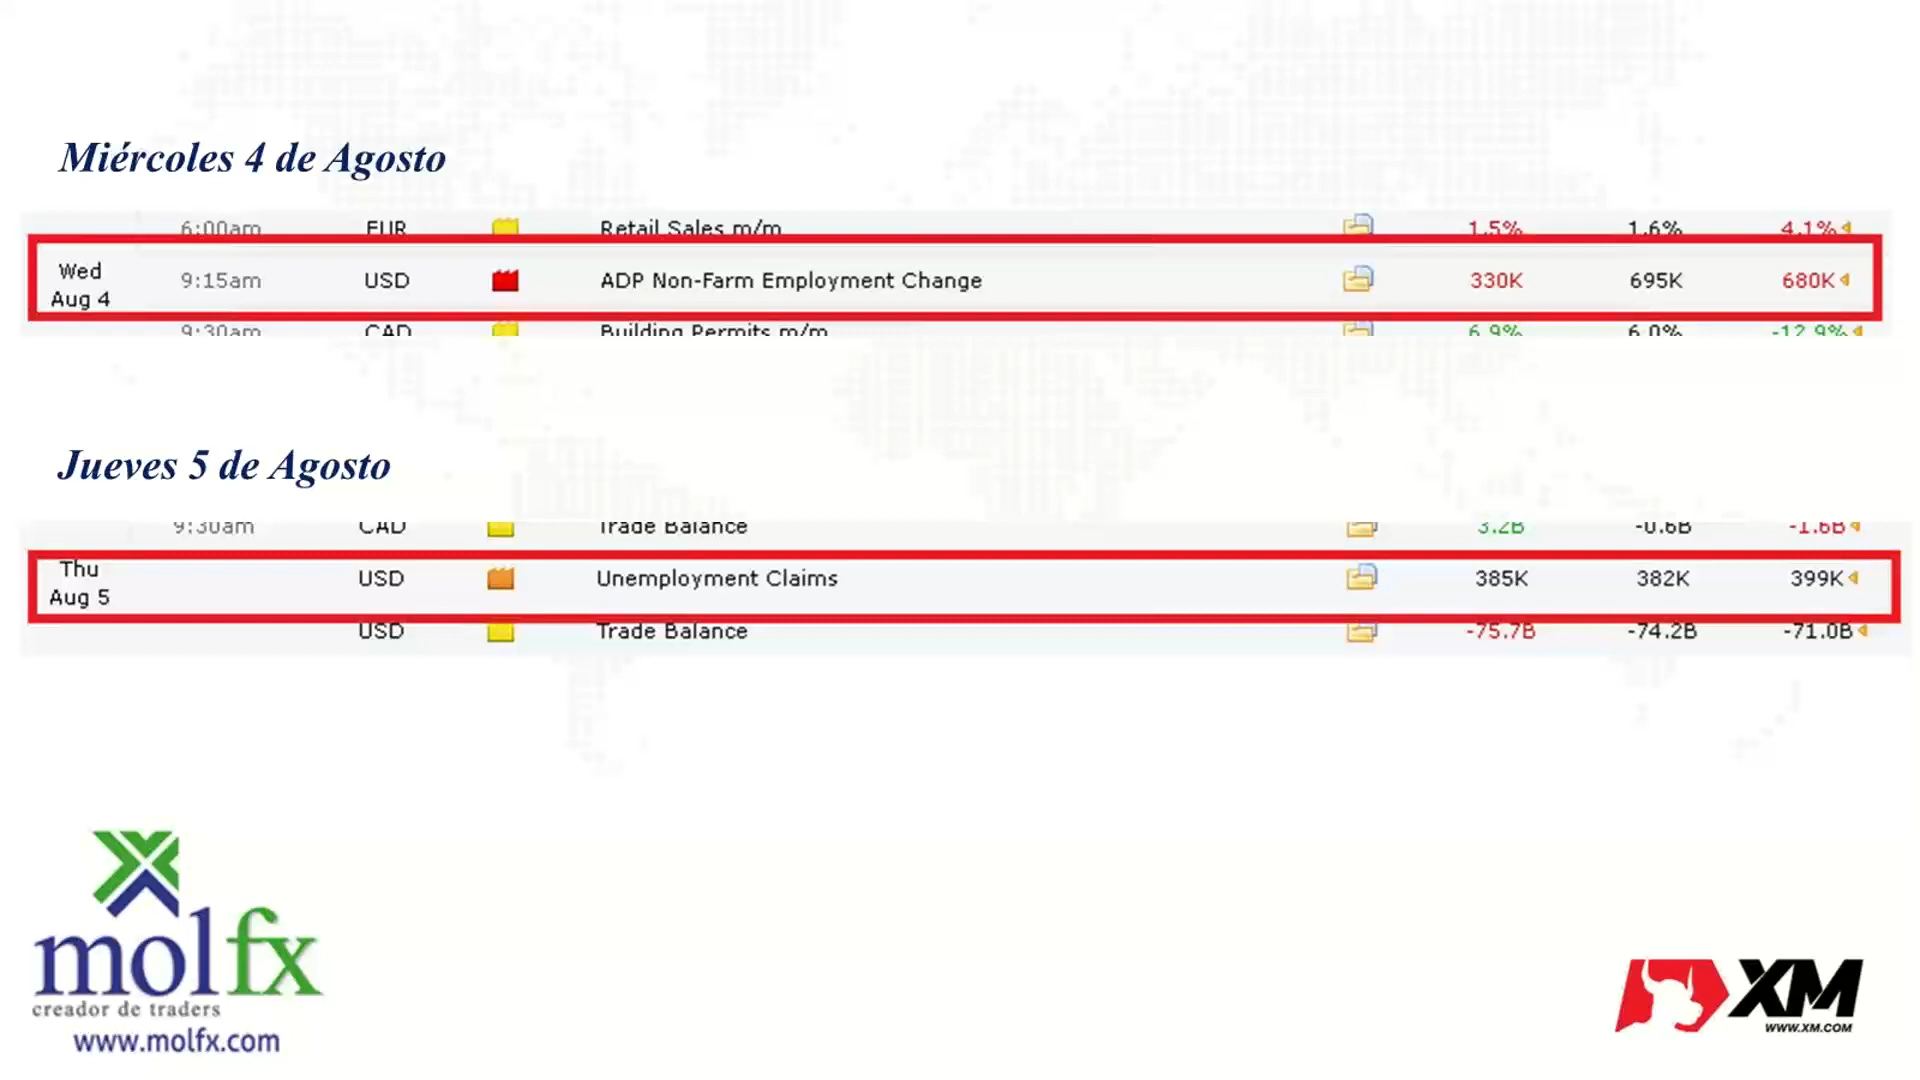 Miércoles 4 de Agosto
6:00am EUR Retail Sales m/m 1.5% 1.6% 4.1%
Wed
Aug 4 9:15am USD ADP Non-Farm Employment Change 330K 695K 680K
9:30am CAD Building Permits m/m 6.9% 6.0% -12.9%
Jueves 5 de Agosto
9:30am CAD Trade Balance 3.2B -0.6B -1.6B
Thu
Aug 5 USD Unemployment Claims 385K 382K 399K
USD Trade Balance -75.7B -74.2B -71.0B
molfx
creador de traders
www.molfx.com
XM
WWW.XM.COM